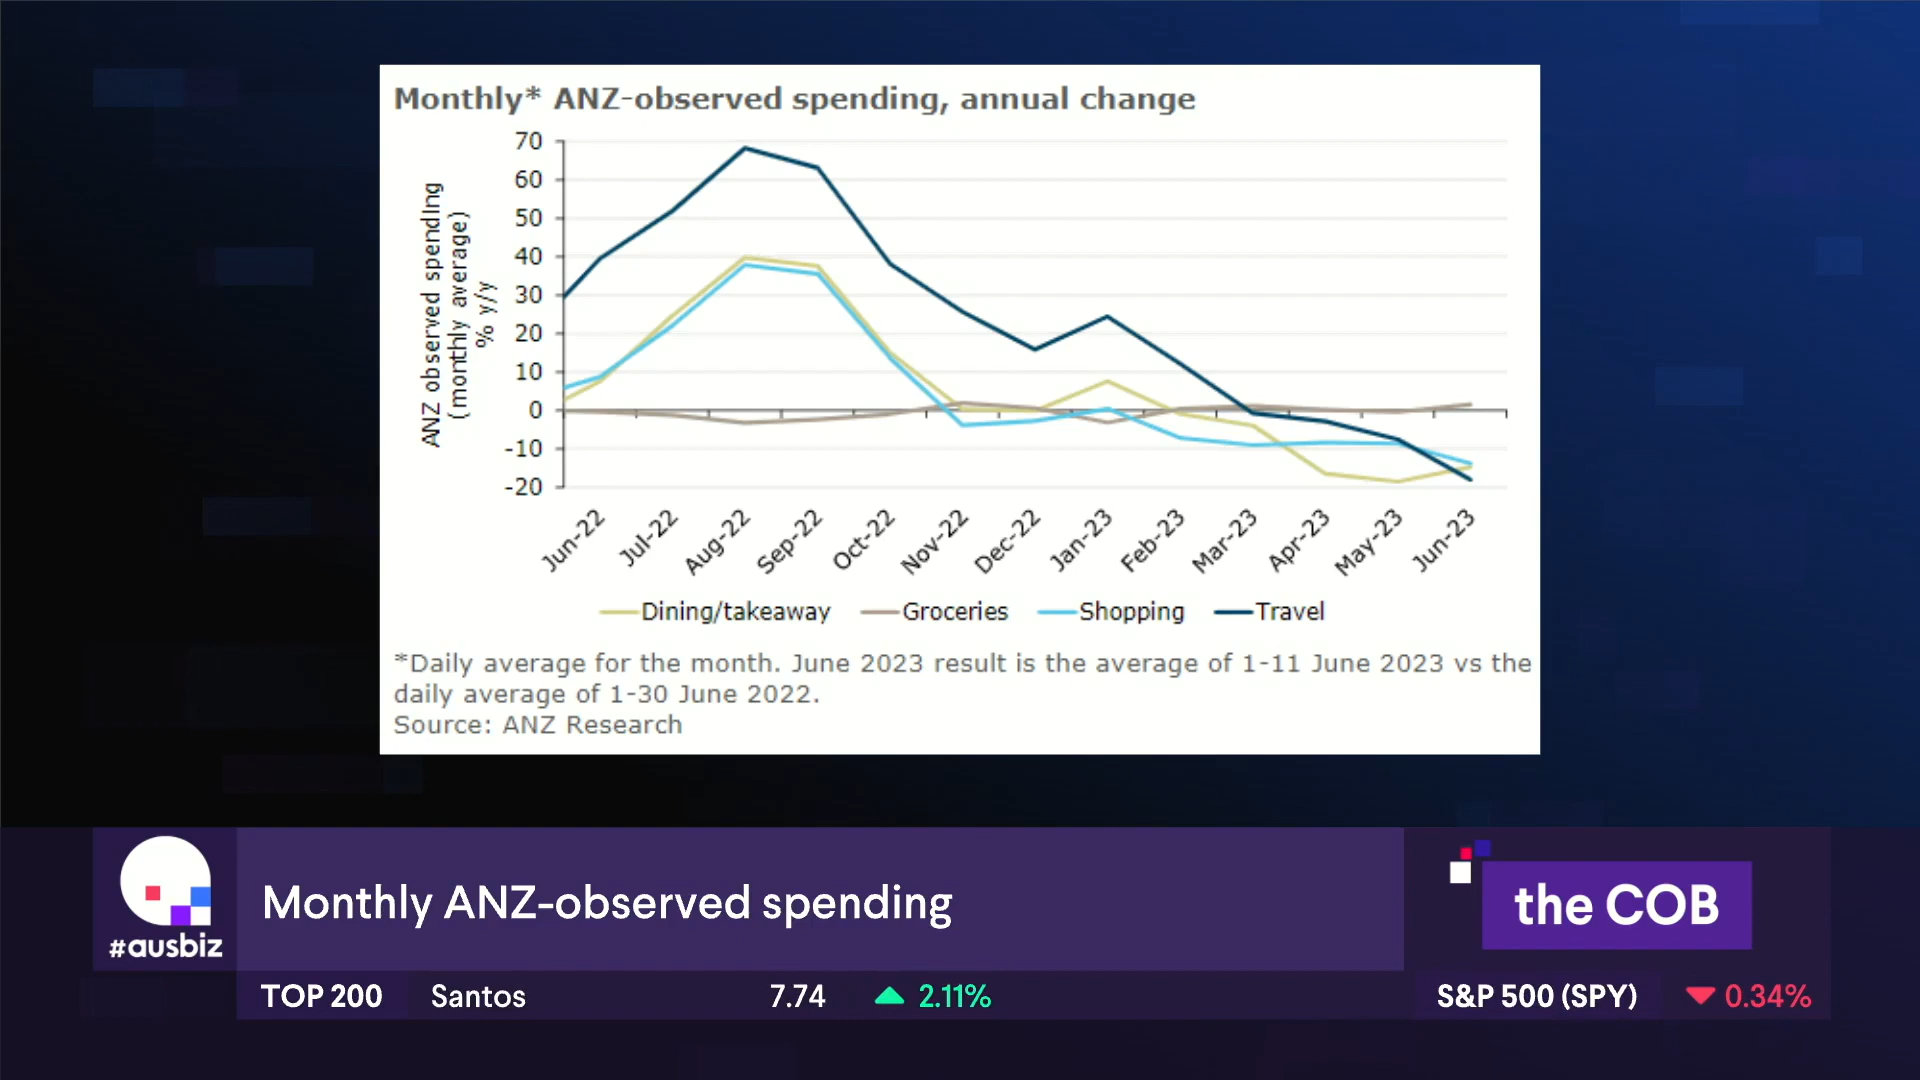 Monthly* ANZ-observed spending, annual change
ANZ observed spending
(monthly average)
% y/y
70
60
50
40
30
20
10
0
-10
-20
Jun-22
Jul-22
Aug-22
Sep-22
Oct-22
Nov-22
Dec-22
Jan-23
Feb-23
Mar-23
Apr-23
May-23
Jun-23
Dining/takeaway Groceries Shopping Travel
*Daily average for the month. June 2023 result is the average of 1-11 June 2023 vs the
daily average of 1-30 June 2022.
Source: ANZ Research
#ausbiz
Monthly ANZ-observed spending
the COB
TOP 200 Santos 7.74 2.11% S&P 500 (SPY) 0.34%